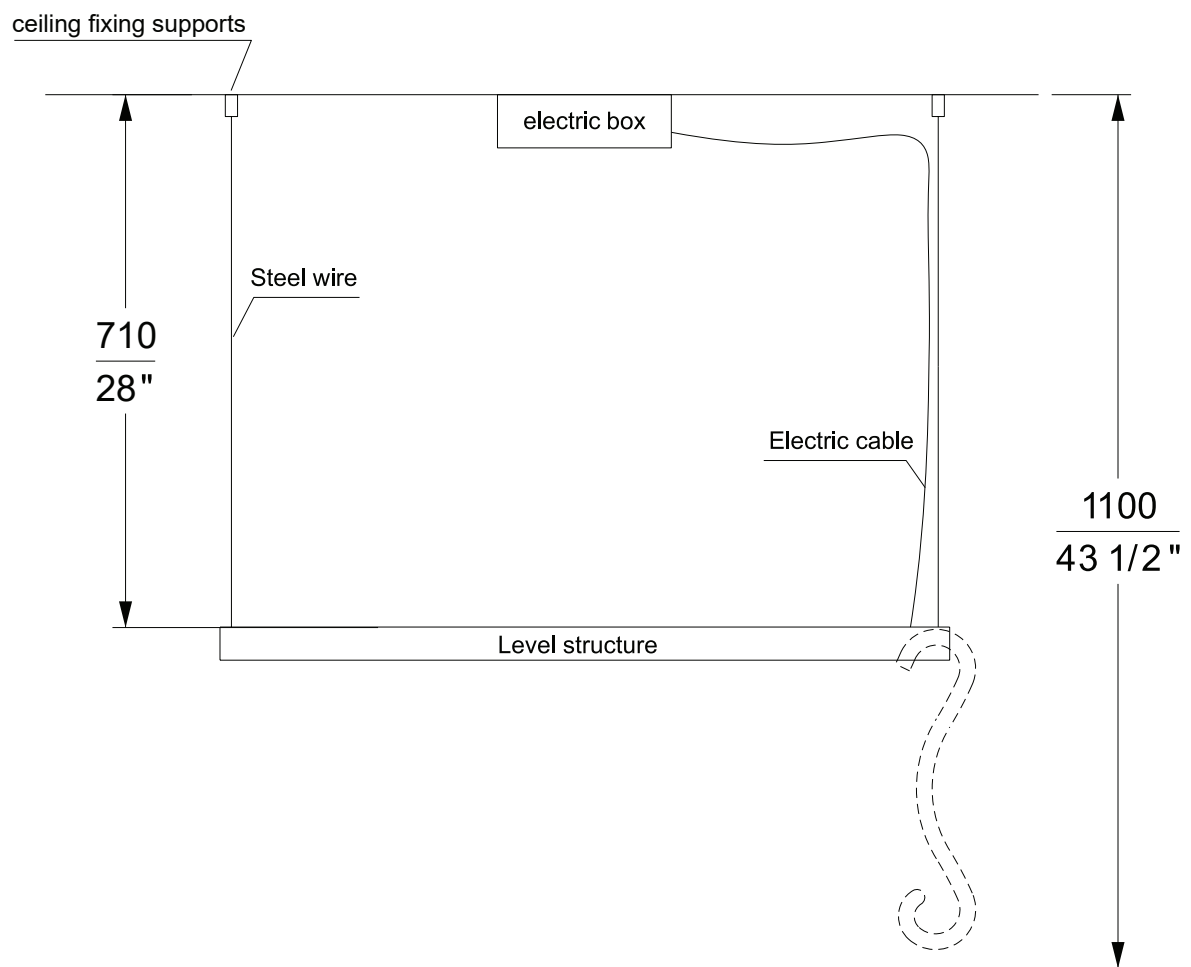 ceiling fixing supports
electric box
Steel wire
710
28"
Electric cable
1100
43 1/2"
Level structure